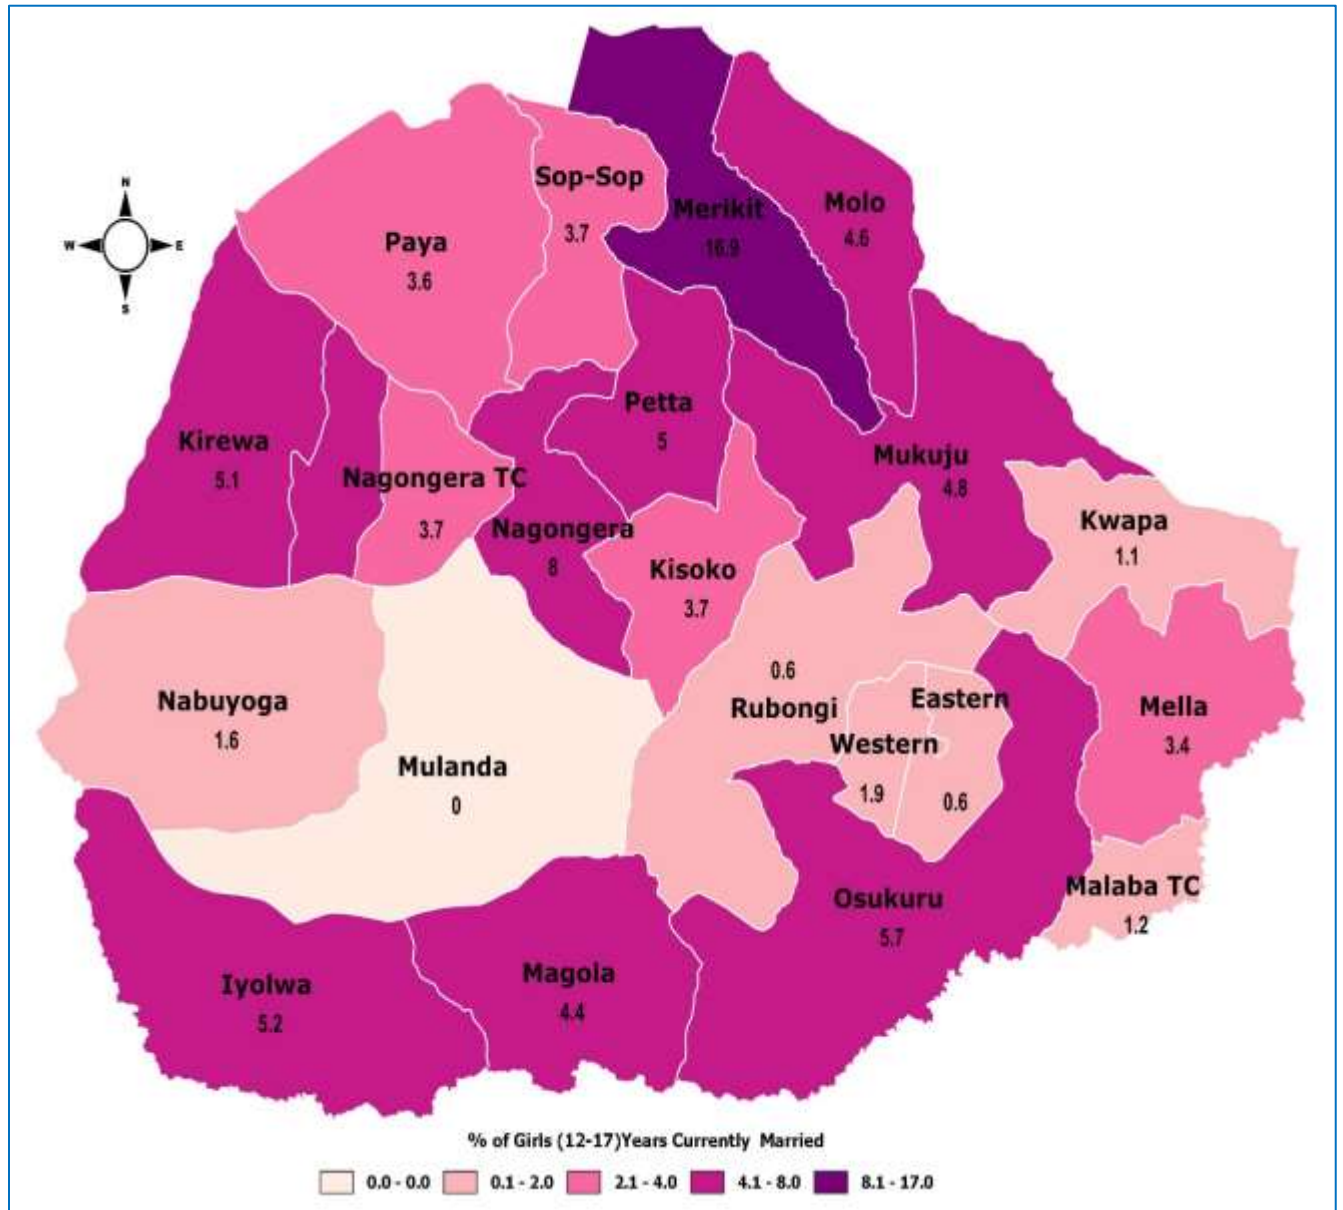 N
W
E
S
Sop-Sop
3.7
Merikit
16.9
Molo
4.6
Paya
3.6
Petta
5
Kirewa
5.1
Nagongera TC
3.7
Mukuju
4.8
Nagongera
8
Kwapa
1.1
Kisoko
3.7
0.6
Rubongi
Eastern
0.6
Western
1.9
Nabuyoga
1.6
Mella
3.4
Mulanda
0
Malaba TC
1.2
Osukuru
5.7
Iyolwa
5.2
Magola
4.4
% of Girls (12-17)Years Currently Married
0.0 - 0.0 0.1 - 2.0 2.1 - 4.0 4.1 - 8.0 8.1 - 17.0